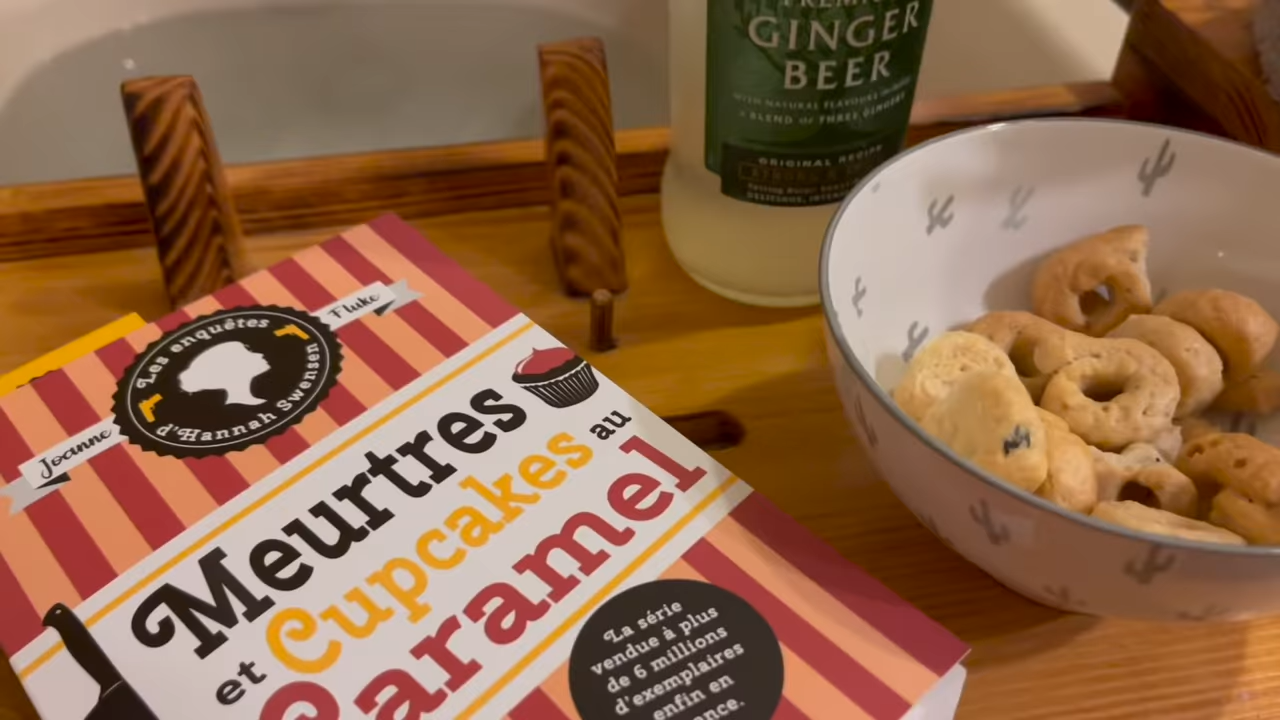 GINGER
BEER
WITH NATURAL FLAVOURS
A BLEND OF THREE GINGERS
ORIGINAL RECIPE
Joanne
Fluke
Les enquêtes
d'Hannah Swensen
Meurtres
et Cupcakes au
Caramel
La série
vendue à plus
de 6 millions
d'exemplaires
enfin en